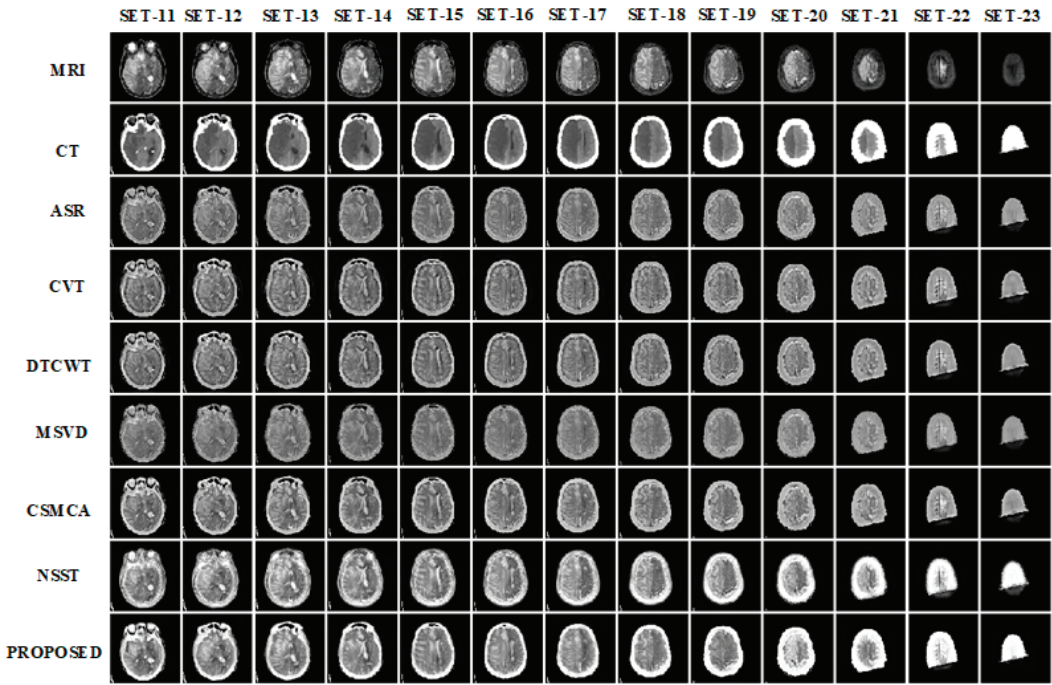 SET-11 SET-12 SET-13 SET-14 SET-15 SET-16 SET-17 SET-18 SET-19 SET-20 SET-21 SET-22 SET-23
MRI
CT
ASR
CVT
DTCWT
MSVD
CSMCA
NSST
PROPOSED